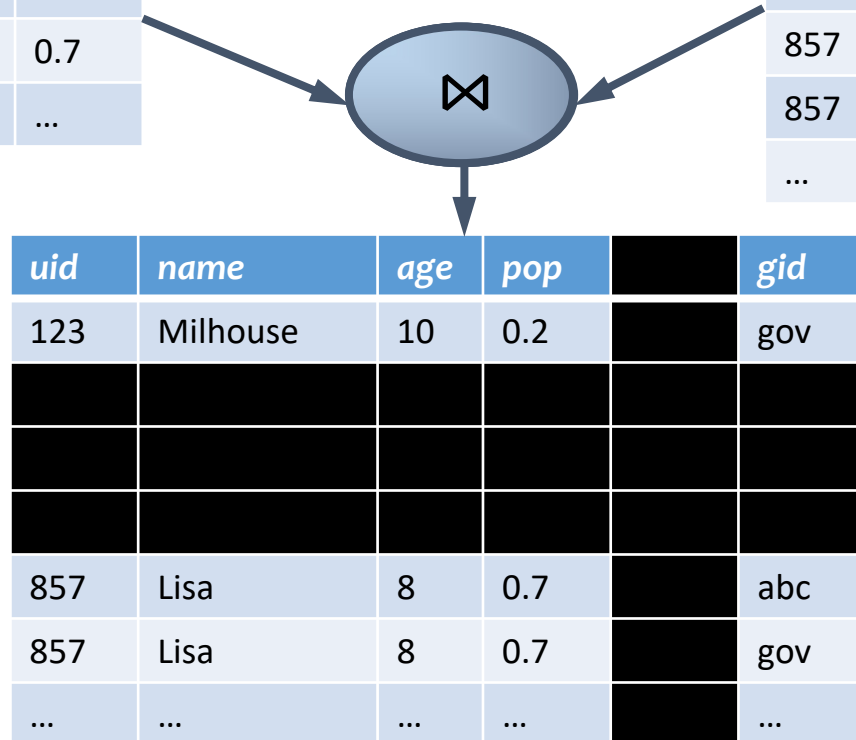 0.7
...
⋈
857
857
...
uid name age pop gid
123 Milhouse 10 0.2 gov
857 Lisa 8 0.7 abc
857 Lisa 8 0.7 gov
... ... ... ... ...